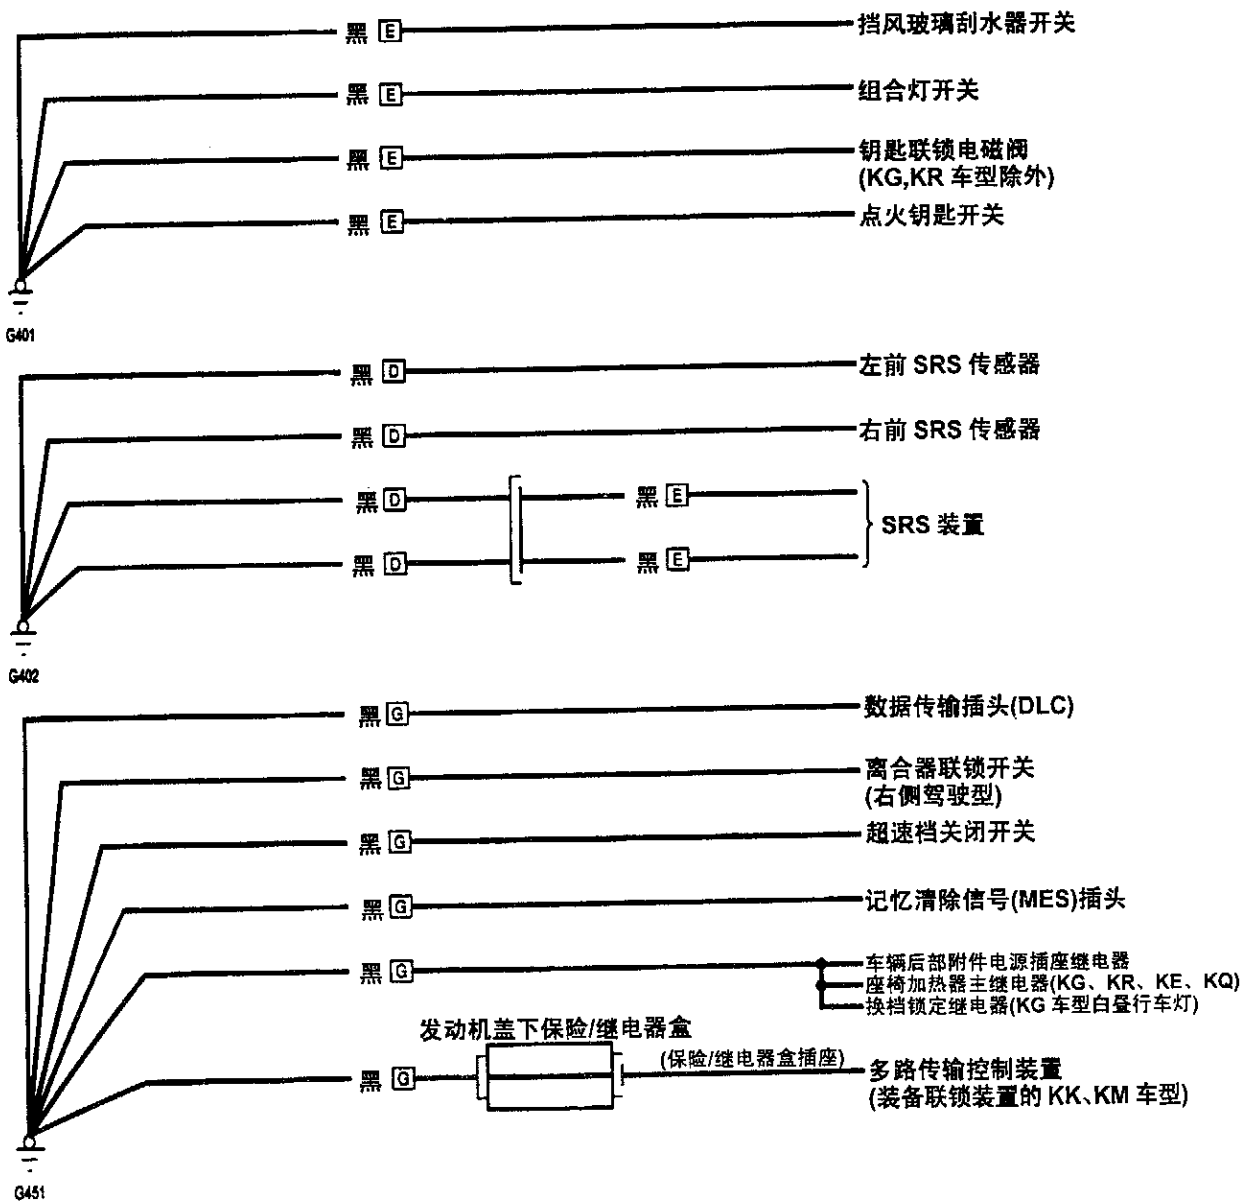 黑 E 挡风玻璃刮水器开关
黑 E 组合灯开关
黑 E 钥匙联锁电磁阀
(KG,KR 车型除外)
黑 E 点火钥匙开关
G401
黑 D 左前 SRS 传感器
黑 D 右前 SRS 传感器
黑 D 黑 E
SRS 装置
黑 D 黑 E
G402
黑 G 数据传输插头(DLC)
黑 G 离合器联锁开关
(右侧驾驶型)
黑 G 超速档关闭开关
黑 G 记忆清除信号(MES)插头
黑 G 车辆后部附件电源插座继电器
座椅加热器主继电器(KG、KR、KE、KQ)
换档锁定继电器(KG 车型白昼行车灯)
发动机盖下保险/继电器盒
(保险/继电器盒插座)
黑 G 多路传输控制装置
(装备联锁装置的 KK、KM 车型)
G451